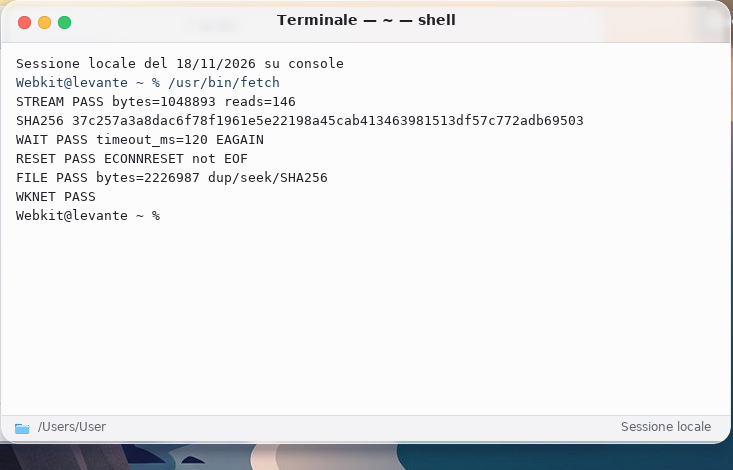 Terminale — ~ — shell
Sessione locale del 18/11/2026 su console
Webkit@levante ~ % /usr/bin/fetch
STREAM PASS bytes=1048893 reads=146
SHA256 37c257a3a8dac6f78f1961e5e22198a45cab413463981513df57c772adb69503
WAIT PASS timeout_ms=120 EAGAIN
RESET PASS ECONNRESET not EOF
FILE PASS bytes=2226987 dup/seek/SHA256
WKNET PASS
Webkit@levante ~ %
/Users/User
Sessione locale